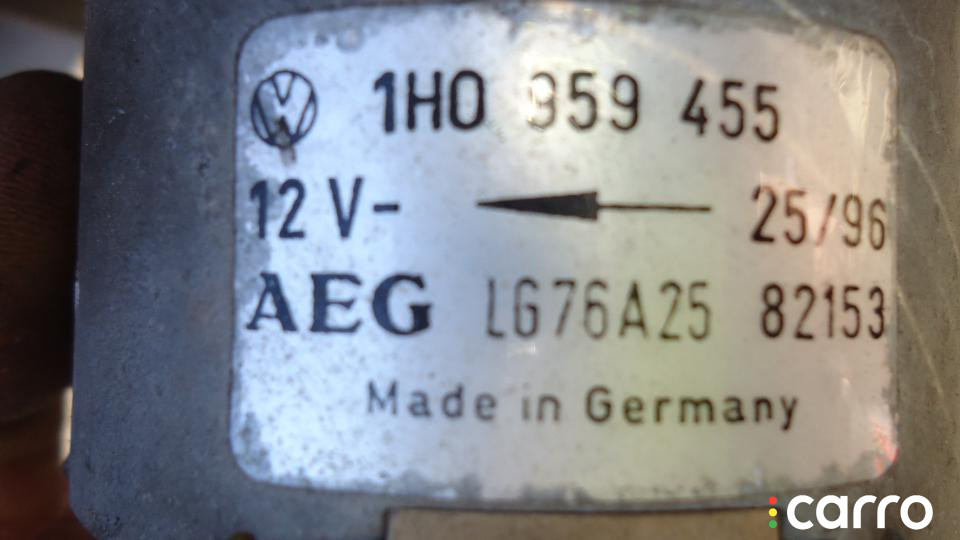 1H0 959 455
12 V- 25/96
AEG LG76A25 82153
Made in Germany
carro